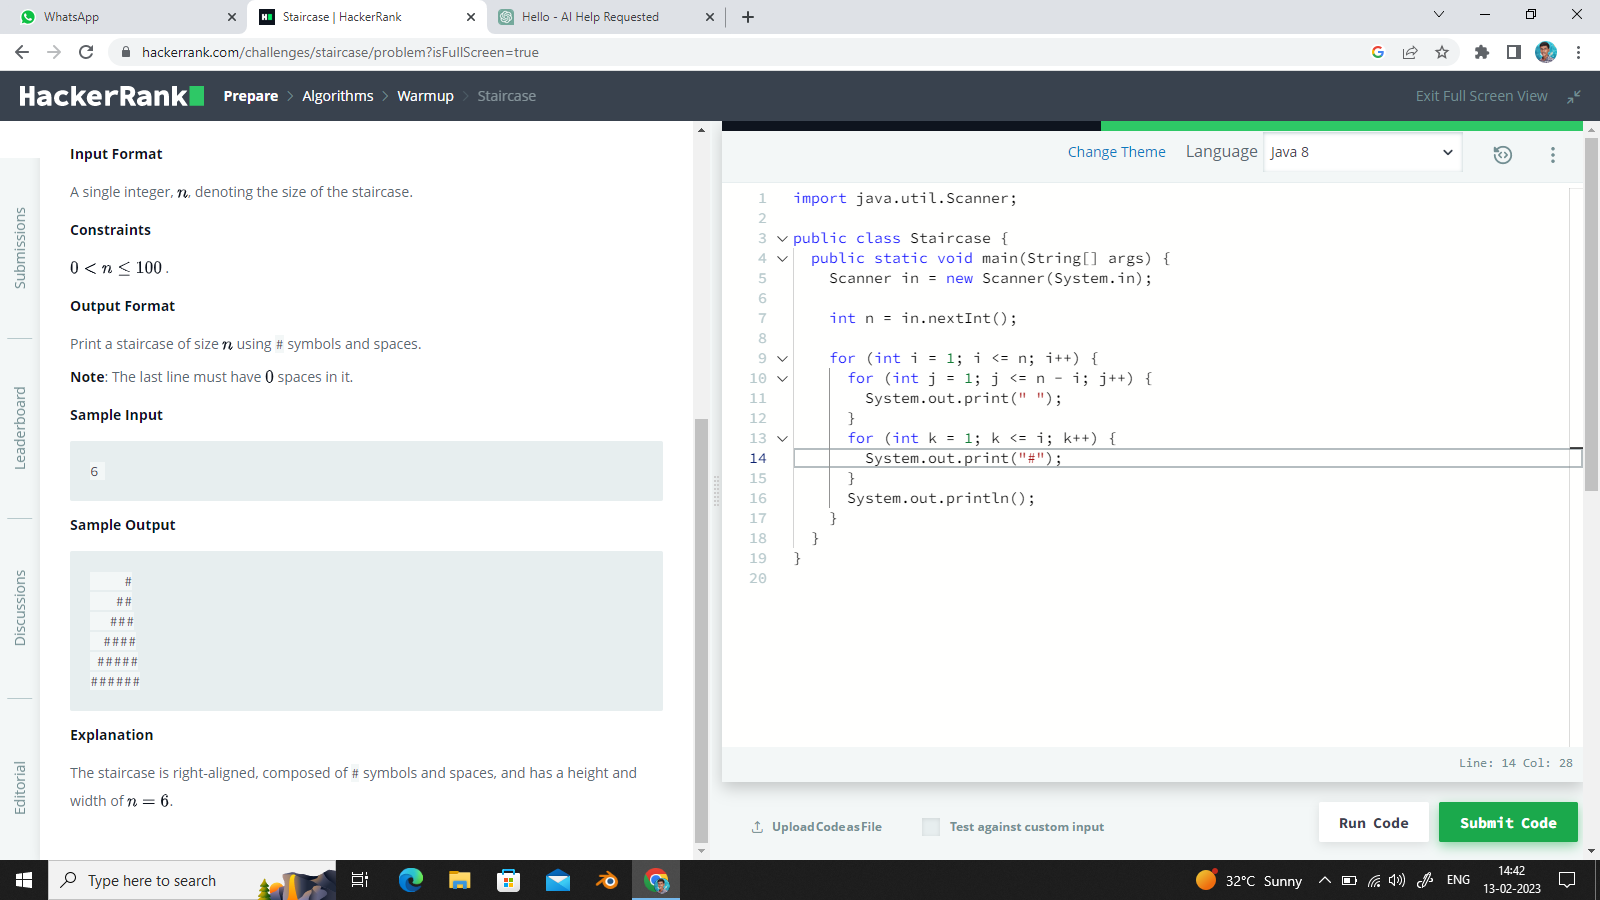 WhatsApp
Staircase | HackerRank
Hello - AI Help Requested
hackerrank.com/challenges/staircase/problem?isFullScreen=true
HackerRank
Prepare > Algorithms > Warmup > Staircase
Exit Full Screen View
Submissions
Leaderboard
Discussions
Editorial
Input Format
A single integer, n, denoting the size of the staircase.
Constraints
0 < n ≤ 100 .
Output Format
Print a staircase of size n using # symbols and spaces.
Note: The last line must have 0 spaces in it.
Sample Input
6
Sample Output
     #
    ##
   ###
  ####
 #####
######
Explanation
The staircase is right-aligned, composed of # symbols and spaces, and has a height and
width of n = 6.
Change Theme Language Java 8
1 import java.util.Scanner;
2
3 public class Staircase {
4   public static void main(String[] args) {
5     Scanner in = new Scanner(System.in);
6
7     int n = in.nextInt();
8
9     for (int i = 1; i <= n; i++) {
10       for (int j = 1; j <= n - i; j++) {
11         System.out.print(" ");
12       }
13       for (int k = 1; k <= i; k++) {
14         System.out.print("#");
15       }
16       System.out.println();
17     }
18   }
19 }
20
Line: 14 Col: 28
Upload Code as File
Test against custom input
Run Code
Submit Code
Type here to search
32°C Sunny
ENG
14:42
13-02-2023